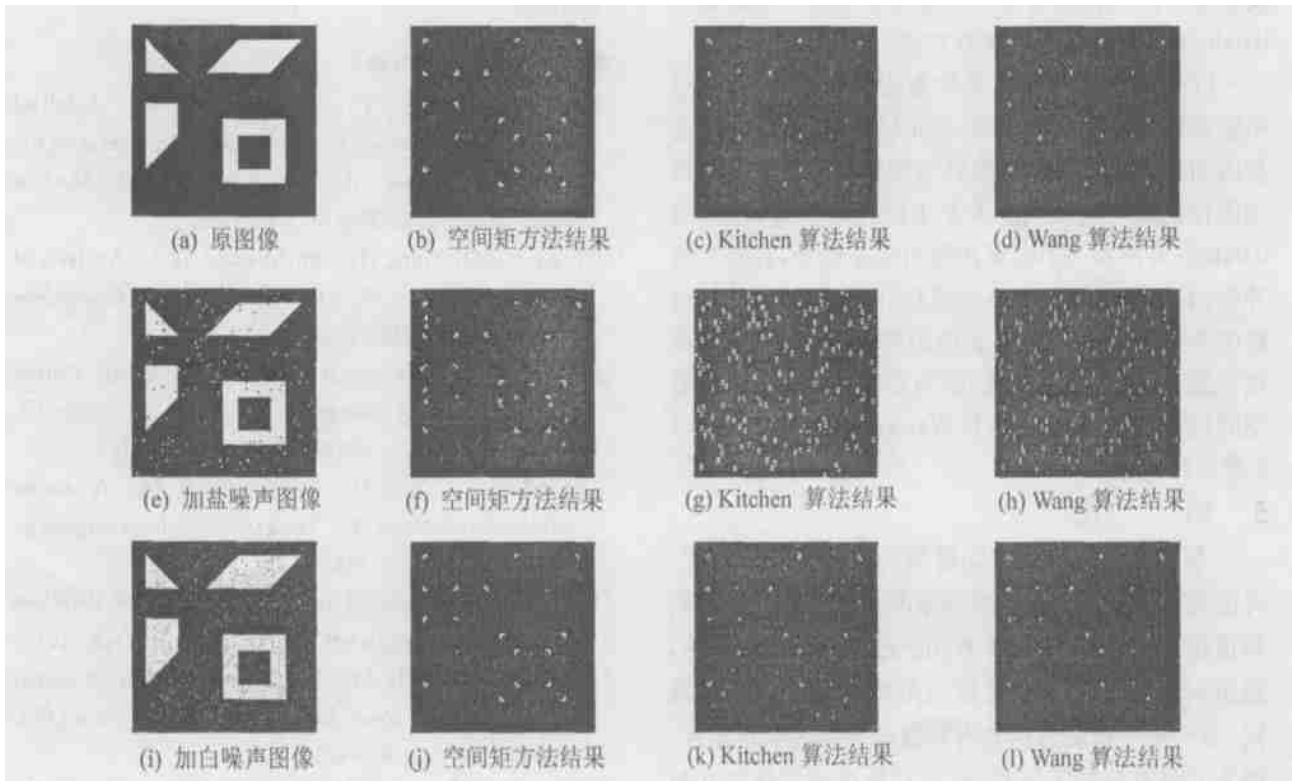 (a) 原图像
(b) 空间矩方法结果
(c) Kitchen 算法结果
(d) Wang 算法结果
(e) 加盐噪声图像
(f) 空间矩方法结果
(g) Kitchen 算法结果
(h) Wang 算法结果
(i) 加白噪声图像
(j) 空间矩方法结果
(k) Kitchen 算法结果
(l) Wang 算法结果